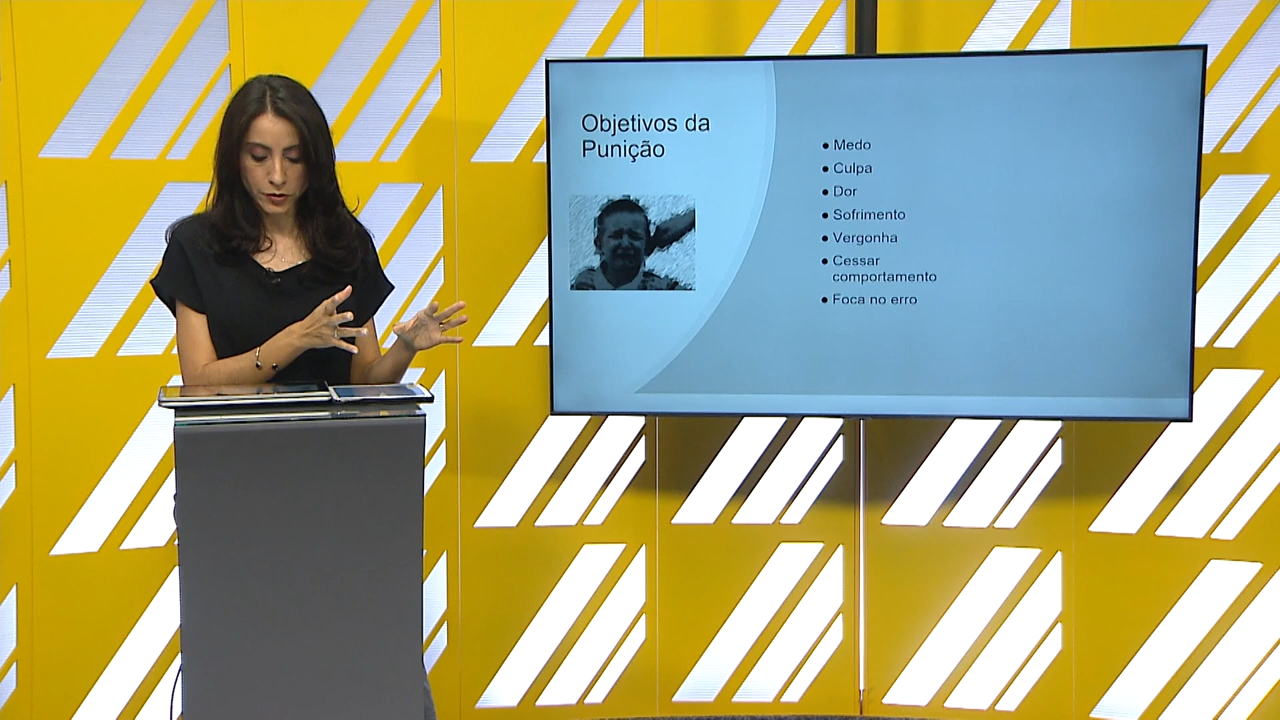 Objetivos da
Punição
● Medo
● Culpa
● Dor
● Sofrimento
● Vergonha
● Cessar
comportamento
● Foca no erro